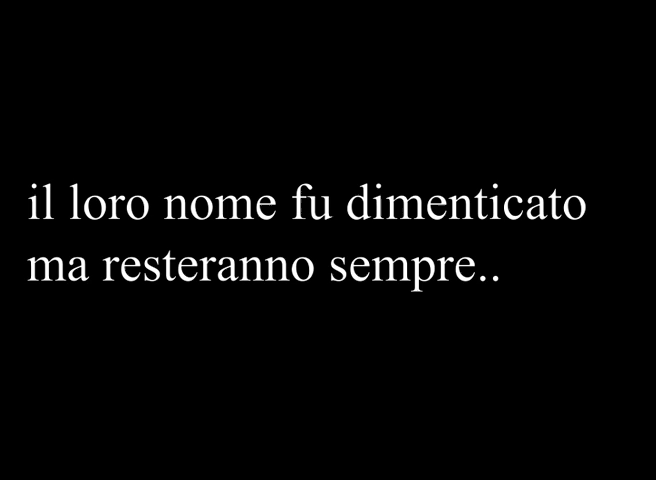 il loro nome fu dimenticato
ma resteranno sempre..